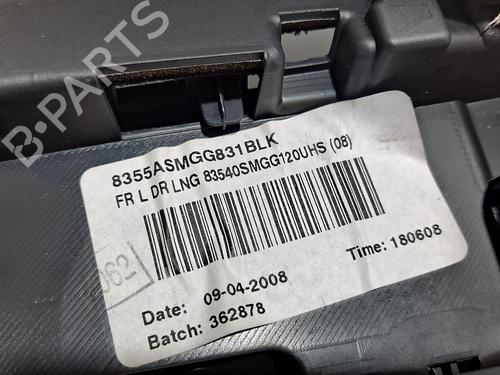 B-PARTS
8355ASMGG831BLK
FR L DR LNG 83540SMGG120UHS (08)
062
Time: 180608
Date: 09-04-2008
Batch: 362878